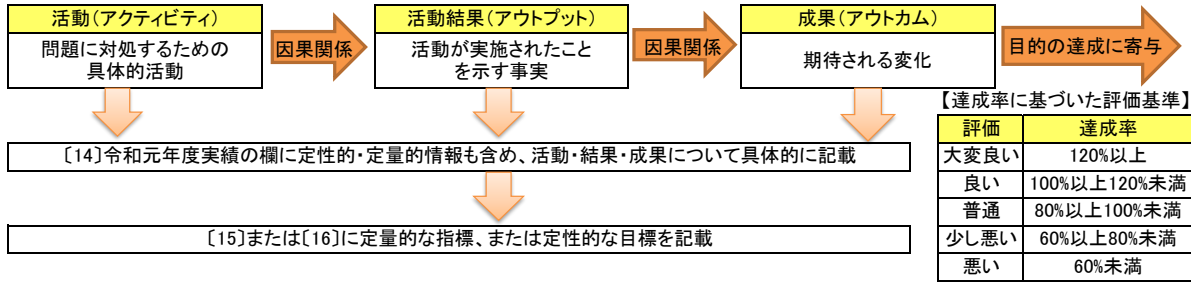 活動（アクティビティ）
問題に対処するための
具体的活動
因果関係
活動結果（アウトプット）
活動が実施されたこと
を示す事実
因果関係
成果（アウトカム）
期待される変化
目的の達成に寄与
〔14〕令和元年度実績の欄に定性的・定量的情報も含め、活動・結果・成果について具体的に記載
〔15〕または〔16〕に定量的な指標、または定性的な目標を記載
【達成率に基づいた評価基準】
評価 達成率
大変良い 120%以上
良い 100%以上120%未満
普通 80%以上100%未満
少し悪い 60%以上80%未満
悪い 60%未満